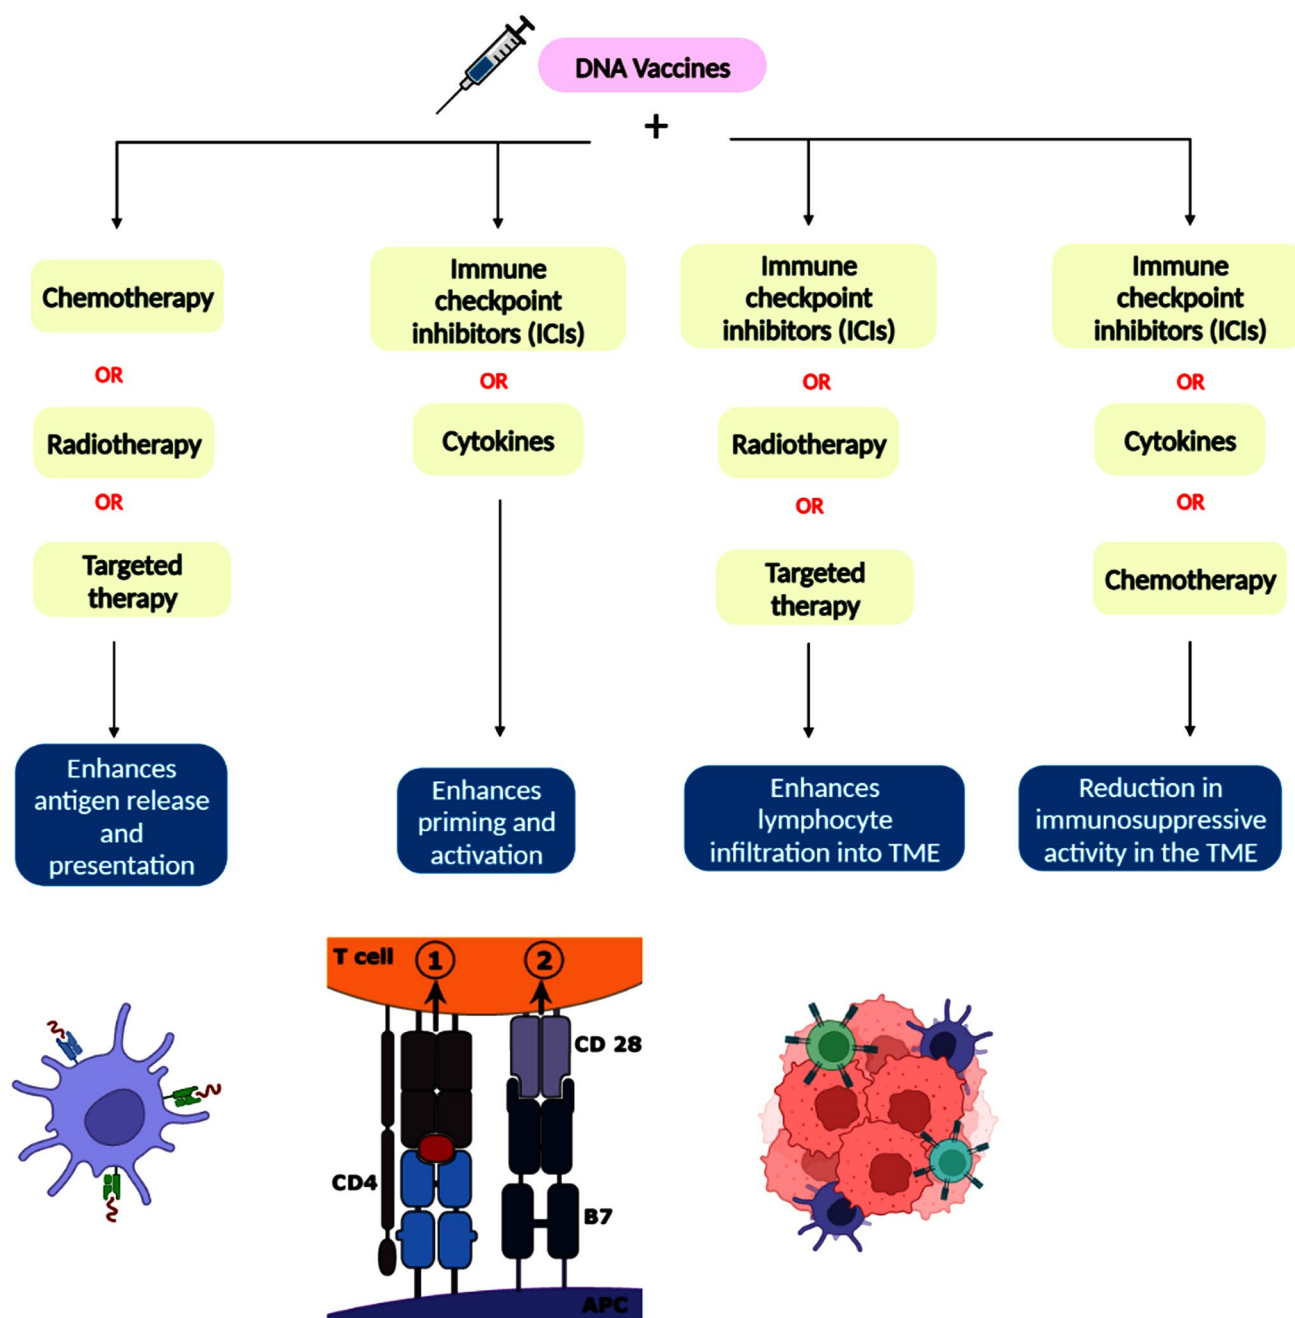 DNA Vaccines
+
Chemotherapy
OR
Radiotherapy
OR
Targeted
therapy
Enhances
antigen release
and
presentation
Immune
checkpoint
inhibitors (ICIs)
OR
Cytokines
Enhances
priming and
activation
Immune
checkpoint
inhibitors (ICIs)
OR
Radiotherapy
OR
Targeted
therapy
Enhances
lymphocyte
infiltration into TME
Immune
checkpoint
inhibitors (ICIs)
OR
Cytokines
OR
Chemotherapy
Reduction in
immunosuppressive
activity in the TME
T cell
1
2
CD 28
CD4
B7
APC